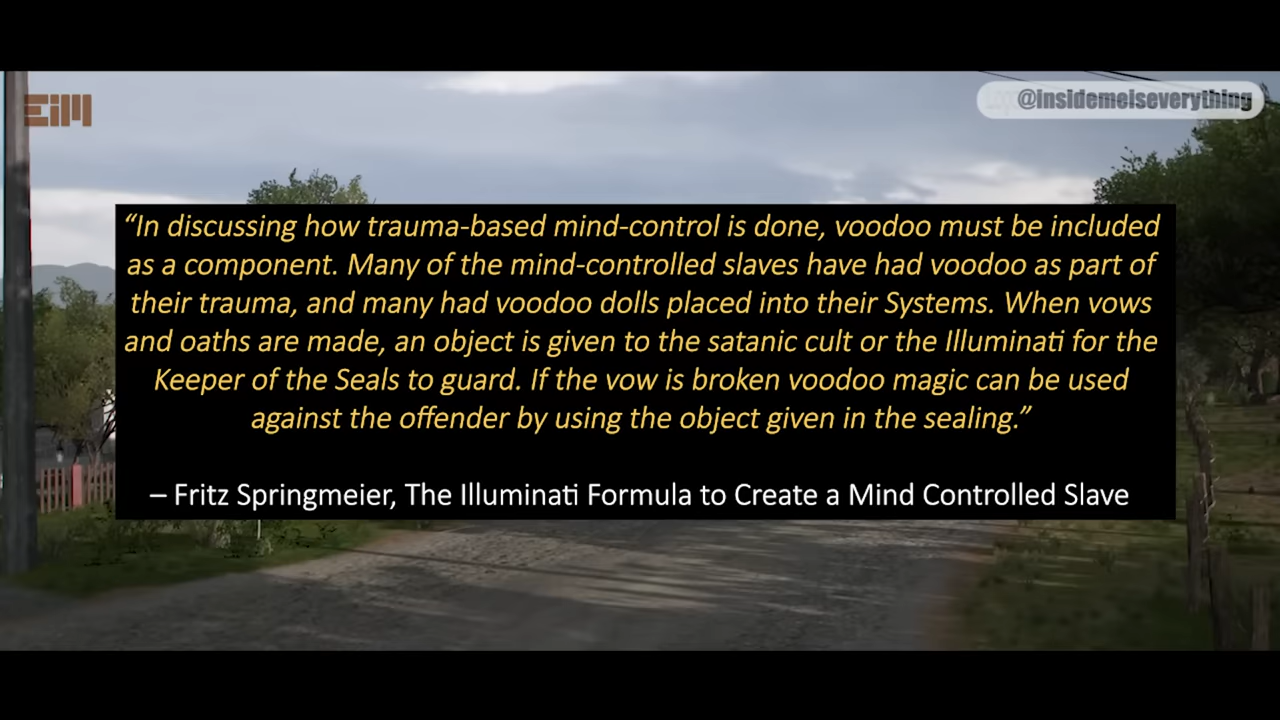 EiM
@insidemeiseverything
“In discussing how trauma-based mind-control is done, voodoo must be included
as a component. Many of the mind-controlled slaves have had voodoo as part of
their trauma, and many had voodoo dolls placed into their Systems. When vows
and oaths are made, an object is given to the satanic cult or the Illuminati for the
Keeper of the Seals to guard. If the vow is broken voodoo magic can be used
against the offender by using the object given in the sealing.”
– Fritz Springmeier, The Illuminati Formula to Create a Mind Controlled Slave